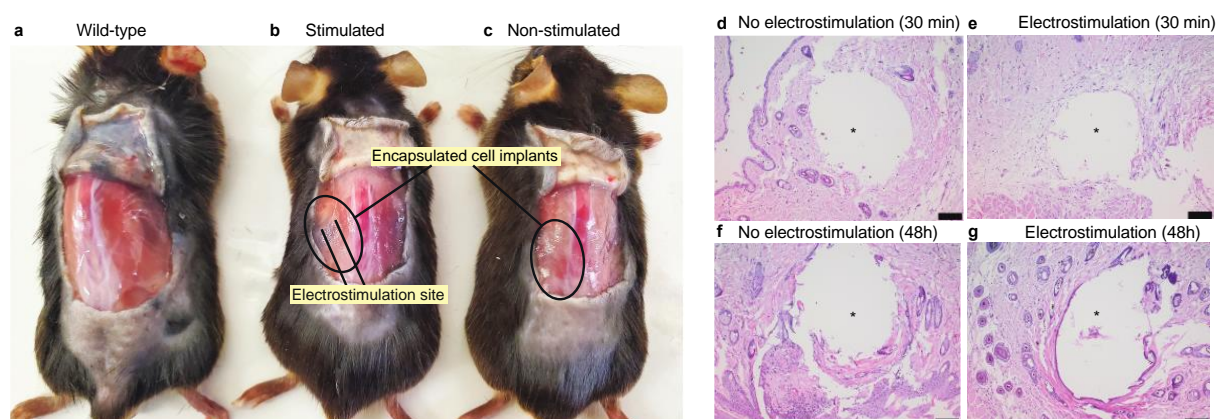 a Wild-type
b Stimulated
c Non-stimulated
Encapsulated cell implants
Electrostimulation site
d No electrostimulation (30 min)
*
e Electrostimulation (30 min)
*
f No electrostimulation (48h)
*
g Electrostimulation (48h)
*